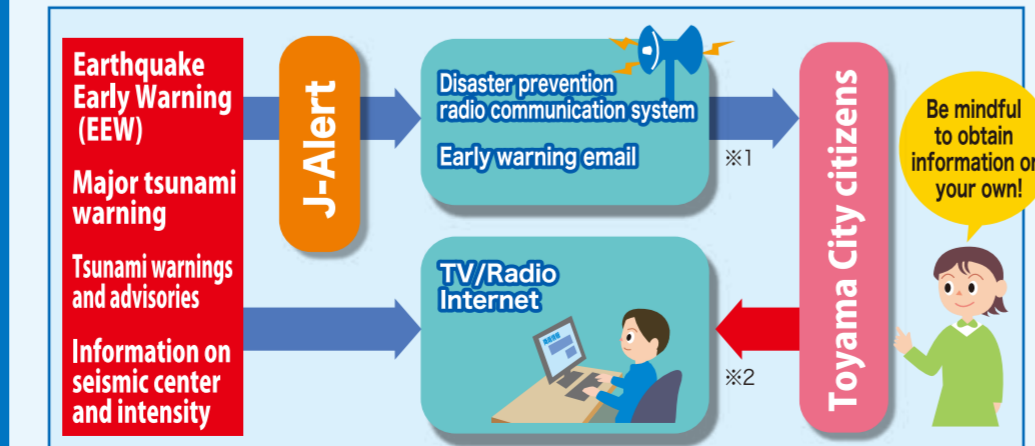 Earthquake
Early Warning
(EEW)
Major tsunami
warning
Tsunami warnings
and advisories
Information on
seismic center
and intensity
J-Alert
Disaster prevention
radio communication system
Early warning email
※1
TV/Radio
Internet
※2
Toyama City citizens
Be mindful
to obtain
information on
your own!